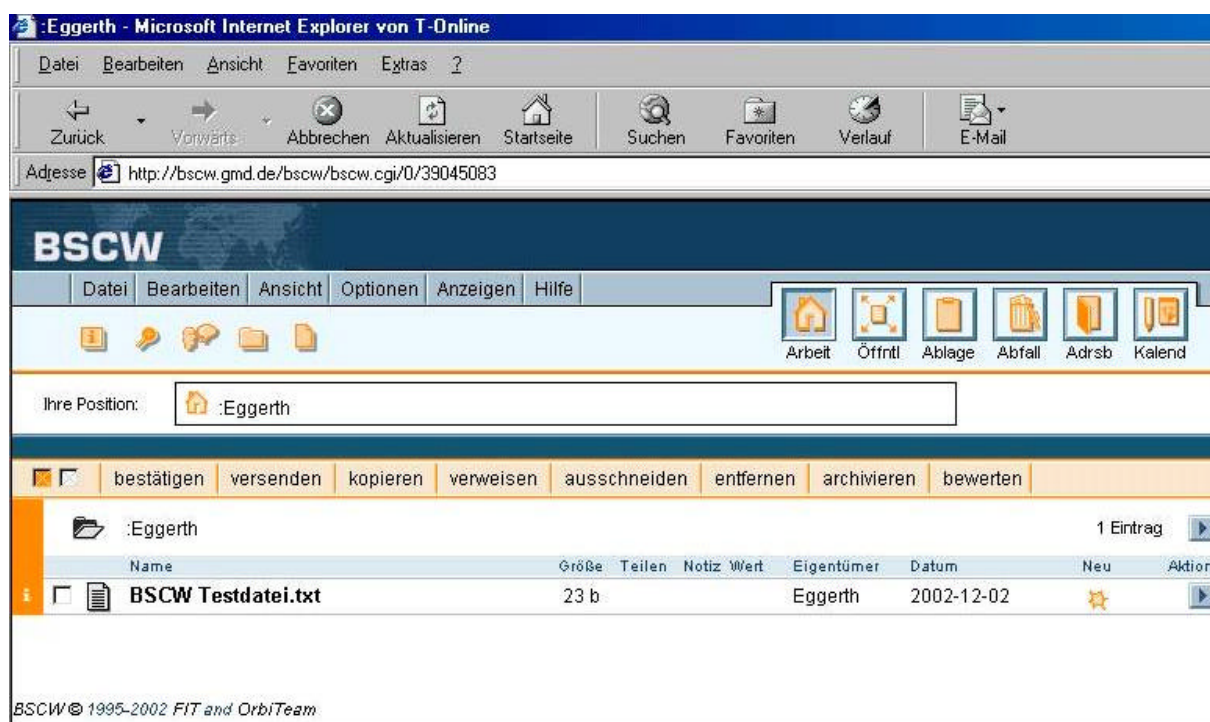 :Eggerth - Microsoft Internet Explorer von T-Online
Datei Bearbeiten Ansicht Favoriten Extras ?
Zurück Vorwärts Abbrechen Aktualisieren Startseite Suchen Favoriten Verlauf E-Mail
Adresse http://bscw.gmd.de/bscw/bscw.cgi/0/39045083
BSCW
Datei Bearbeiten Ansicht Optionen Anzeigen Hilfe
Arbeit Öffntl Ablage Abfall Adrsb Kalend
Ihre Position: :Eggerth
bestätigen versenden kopieren verweisen ausschneiden entfernen archivieren bewerten
:Eggerth 1 Eintrag
Name Größe Teilen Notiz Wert Eigentümer Datum Neu Aktion
BSCW Testdatei.txt 23 b Eggerth 2002-12-02
BSCW © 1995-2002 FIT and OrbiTeam